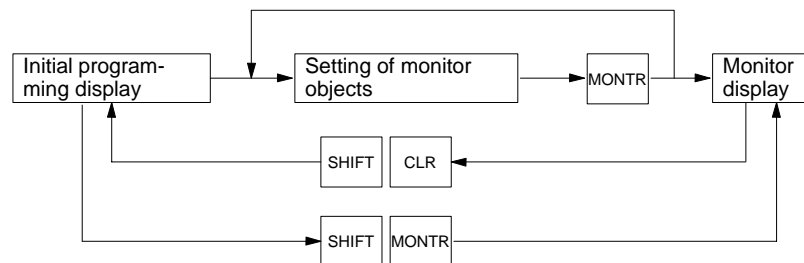 Initial program-
ming display
Setting of monitor
objects
MONTR
Monitor
display
SHIFT CLR
SHIFT MONTR